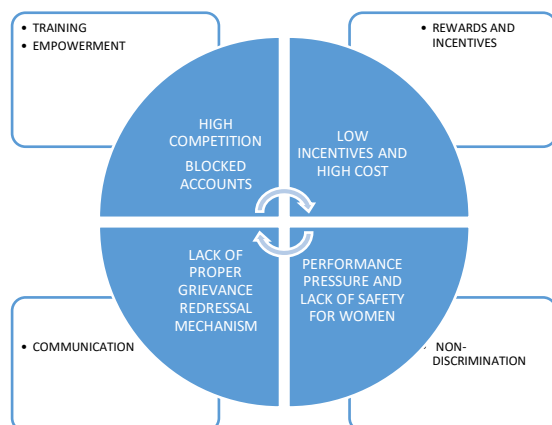 • TRAINING
• EMPOWERMENT
• REWARDS AND
INCENTIVES
HIGH
COMPETITION
BLOCKED
ACCOUNTS
LOW
INCENTIVES AND
HIGH COST
LACK OF
PROPER
GRIEVANCE
REDRESSAL
MECHANISM
PERFORMANCE
PRESSURE AND
LACK OF SAFETY
FOR WOMEN
• COMMUNICATION
• NON-
DISCRIMINATION